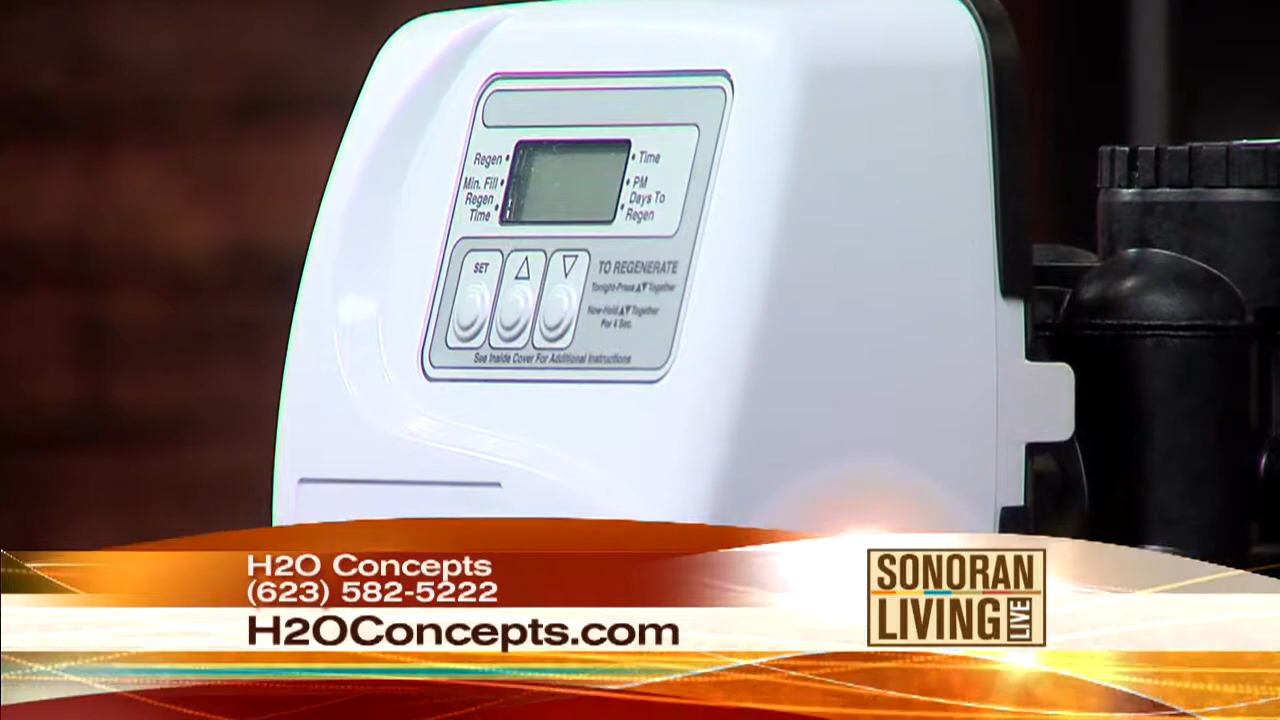 Regen
Min. Fill
Regen
Time
Time
PM
Days To
Regen
SET
TO REGENERATE
Tonight-Press ▲▼ Together
Now-Hold ▲▼ Together
For 4 Sec.
See Inside Cover For Additional Instructions
H2O Concepts
(623) 582-5222
H2OConcepts.com
SONORAN
LIVING LIVE